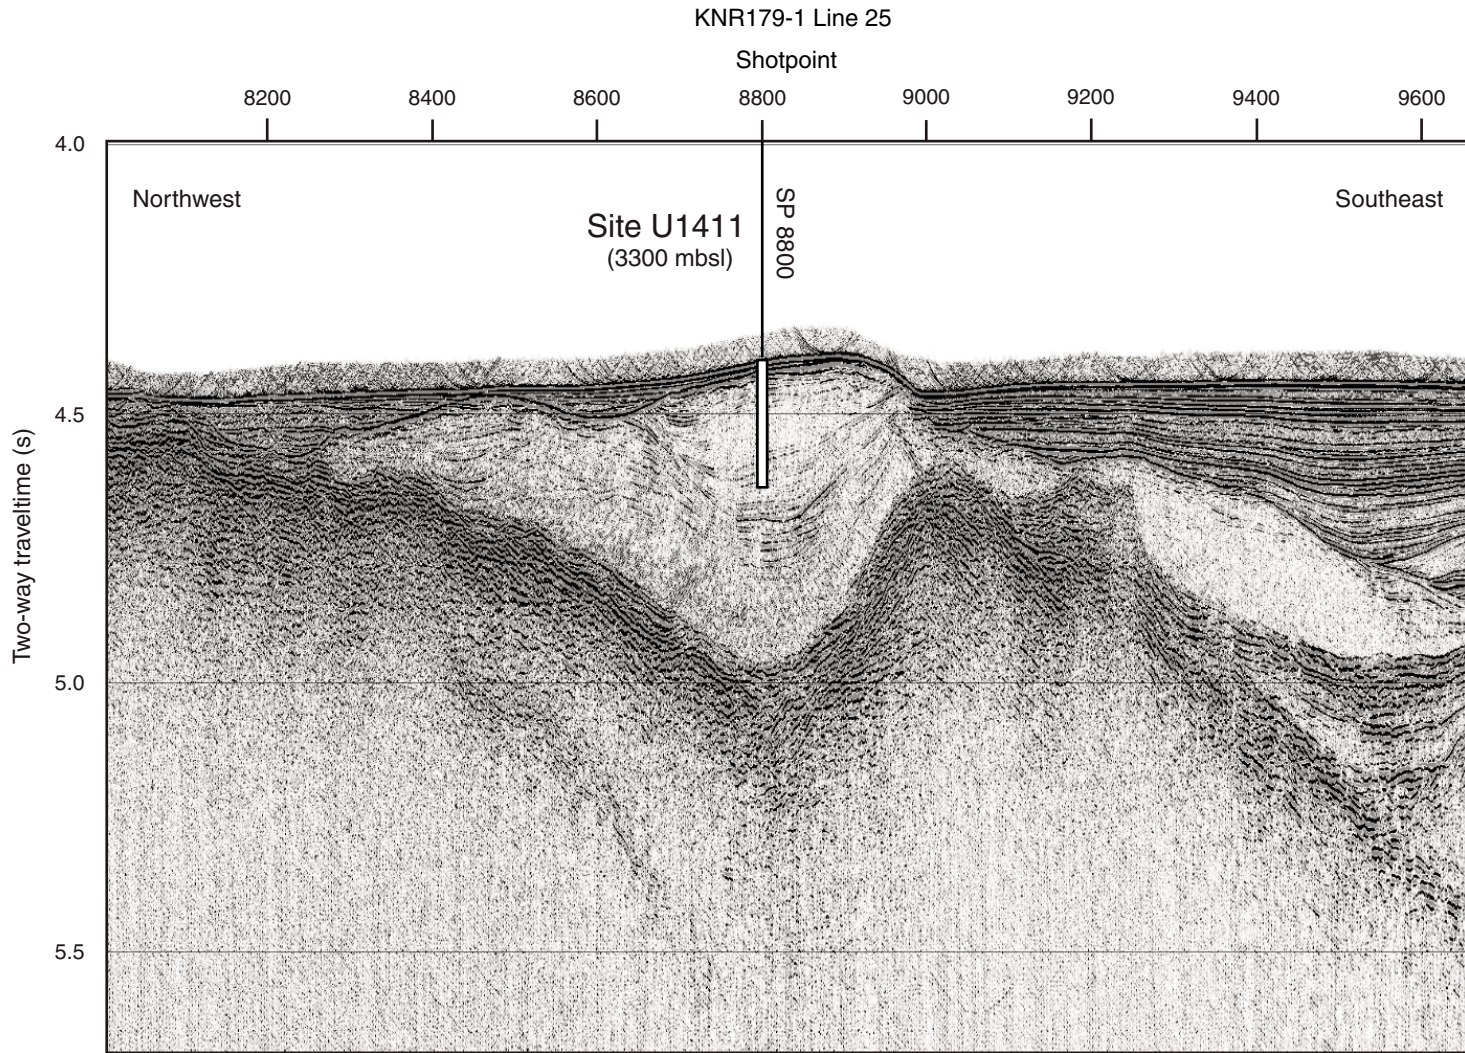 KNR179-1 Line 25
Shotpoint
8200 8400 8600 8800 9000 9200 9400 9600
4.0
Northwest
Southeast
Site U1411
(3300 mbsl)
SP 8800
4.5
Two-way traveltime (s)
5.0
5.5